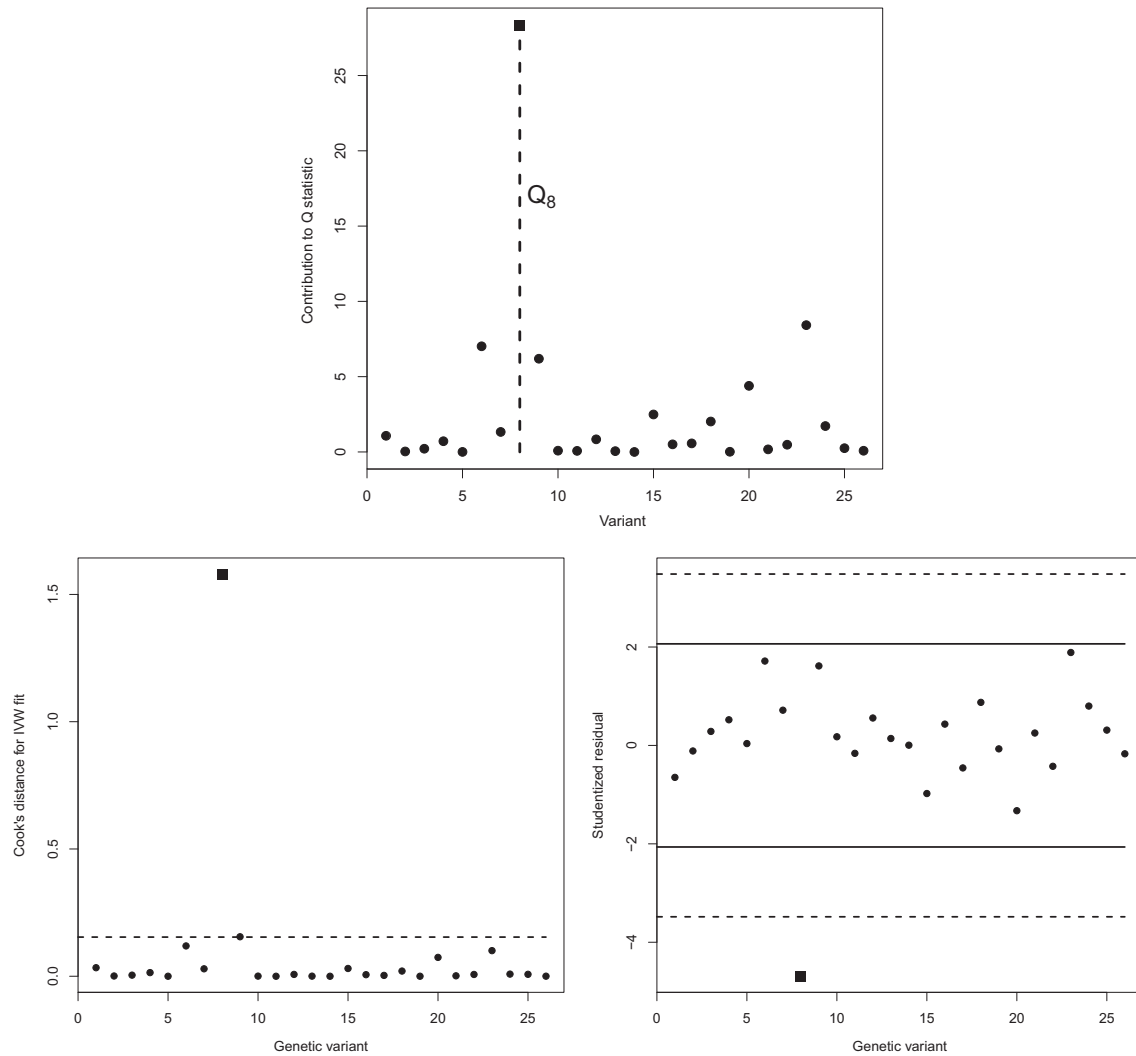 Contribution to Q statistic
25
20
15
10
5
0
Q8
0 5 10 15 20 25
Variant
Cook's distance for IVW fit
1.5
1.0
0.5
0.0
0 5 10 15 20 25
Genetic variant
Studentized residual
2
0
−2
−4
0 5 10 15 20 25
Genetic variant